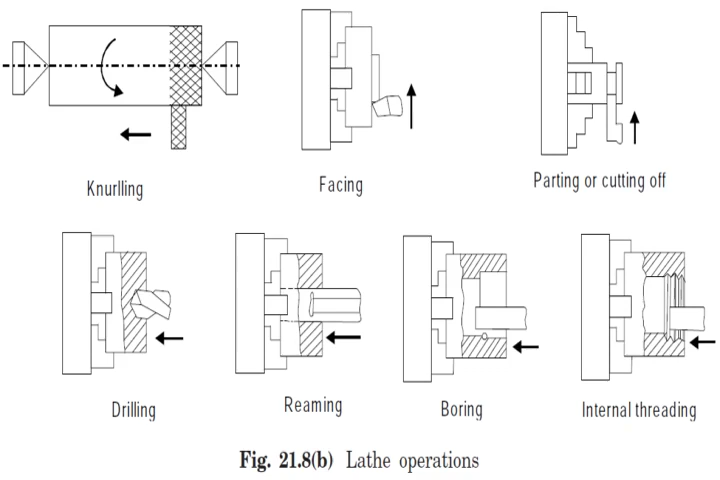 Knurlling
Facing
Parting or cutting off
Drilling
Reaming
Boring
Internal threading
Fig. 21.8(b) Lathe operations